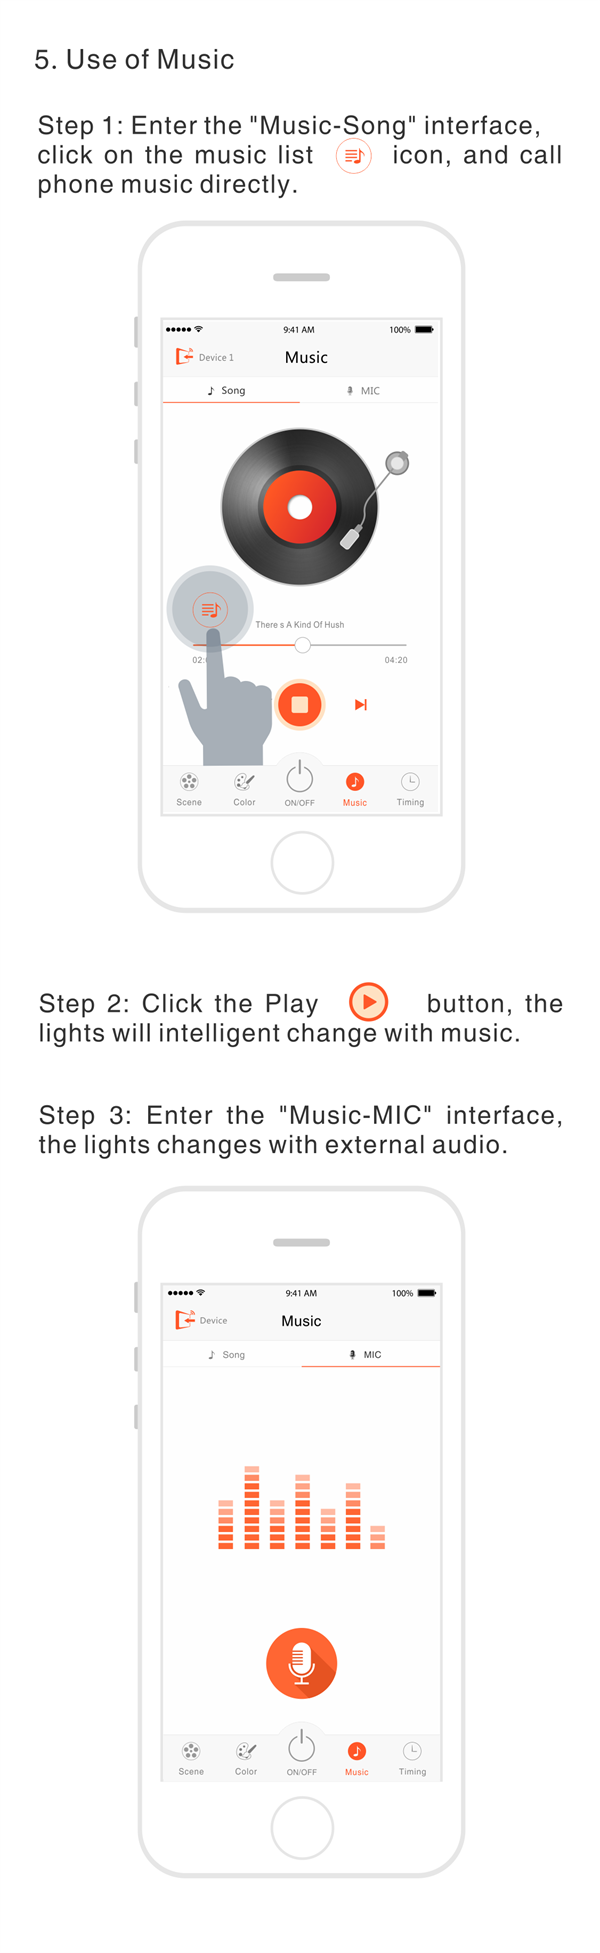 5. Use of Music
Step 1: Enter the "Music-Song" interface,
click on the music list icon, and call
phone music directly.
9:41 AM 100%
Device 1 Music
Song MIC
There s A Kind Of Hush
04:20
Scene Color ON/OFF Music Timing
Step 2: Click the Play button, the
lights will intelligent change with music.
Step 3: Enter the "Music-MIC" interface,
the lights changes with external audio.
9:41 AM 100%
Device Music
Song MIC
Scene Color ON/OFF Music Timing